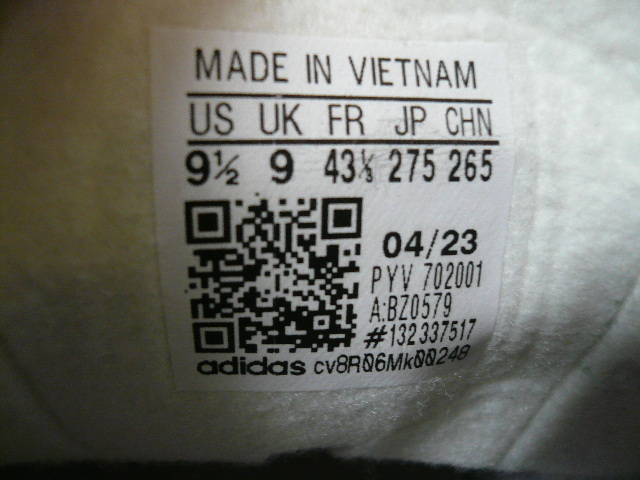 MADE IN VIETNAM
US UK FR JP CHN
9½ 9 43⅓ 275 265
04/23
PYV 702001
A:BZ0579
#132337517
adidas cv8R06Mk00248